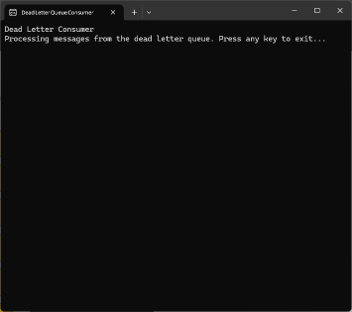 DeadLetterQueueConsumer
Dead Letter Consumer
Processing messages from the dead letter queue. Press any key to exit...